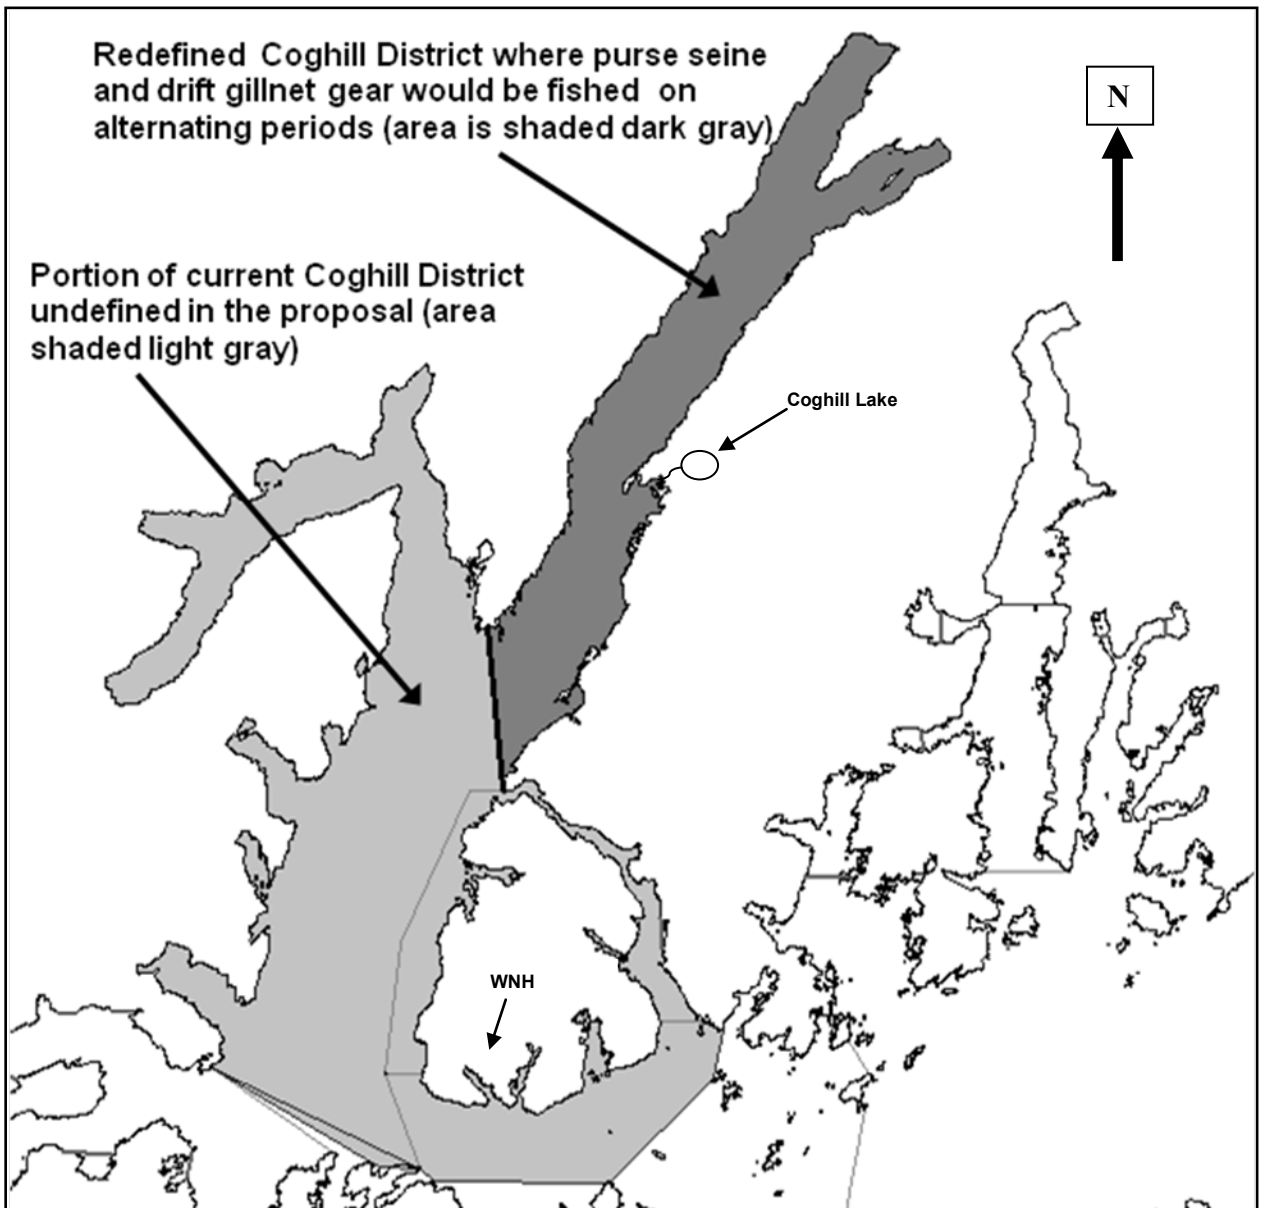 Redefined Coghill District where purse seine
and drift gillnet gear would be fished on
alternating periods (area is shaded dark gray)
N
Portion of current Coghill District
undefined in the proposal (area
shaded light gray)
Coghill Lake
WNH